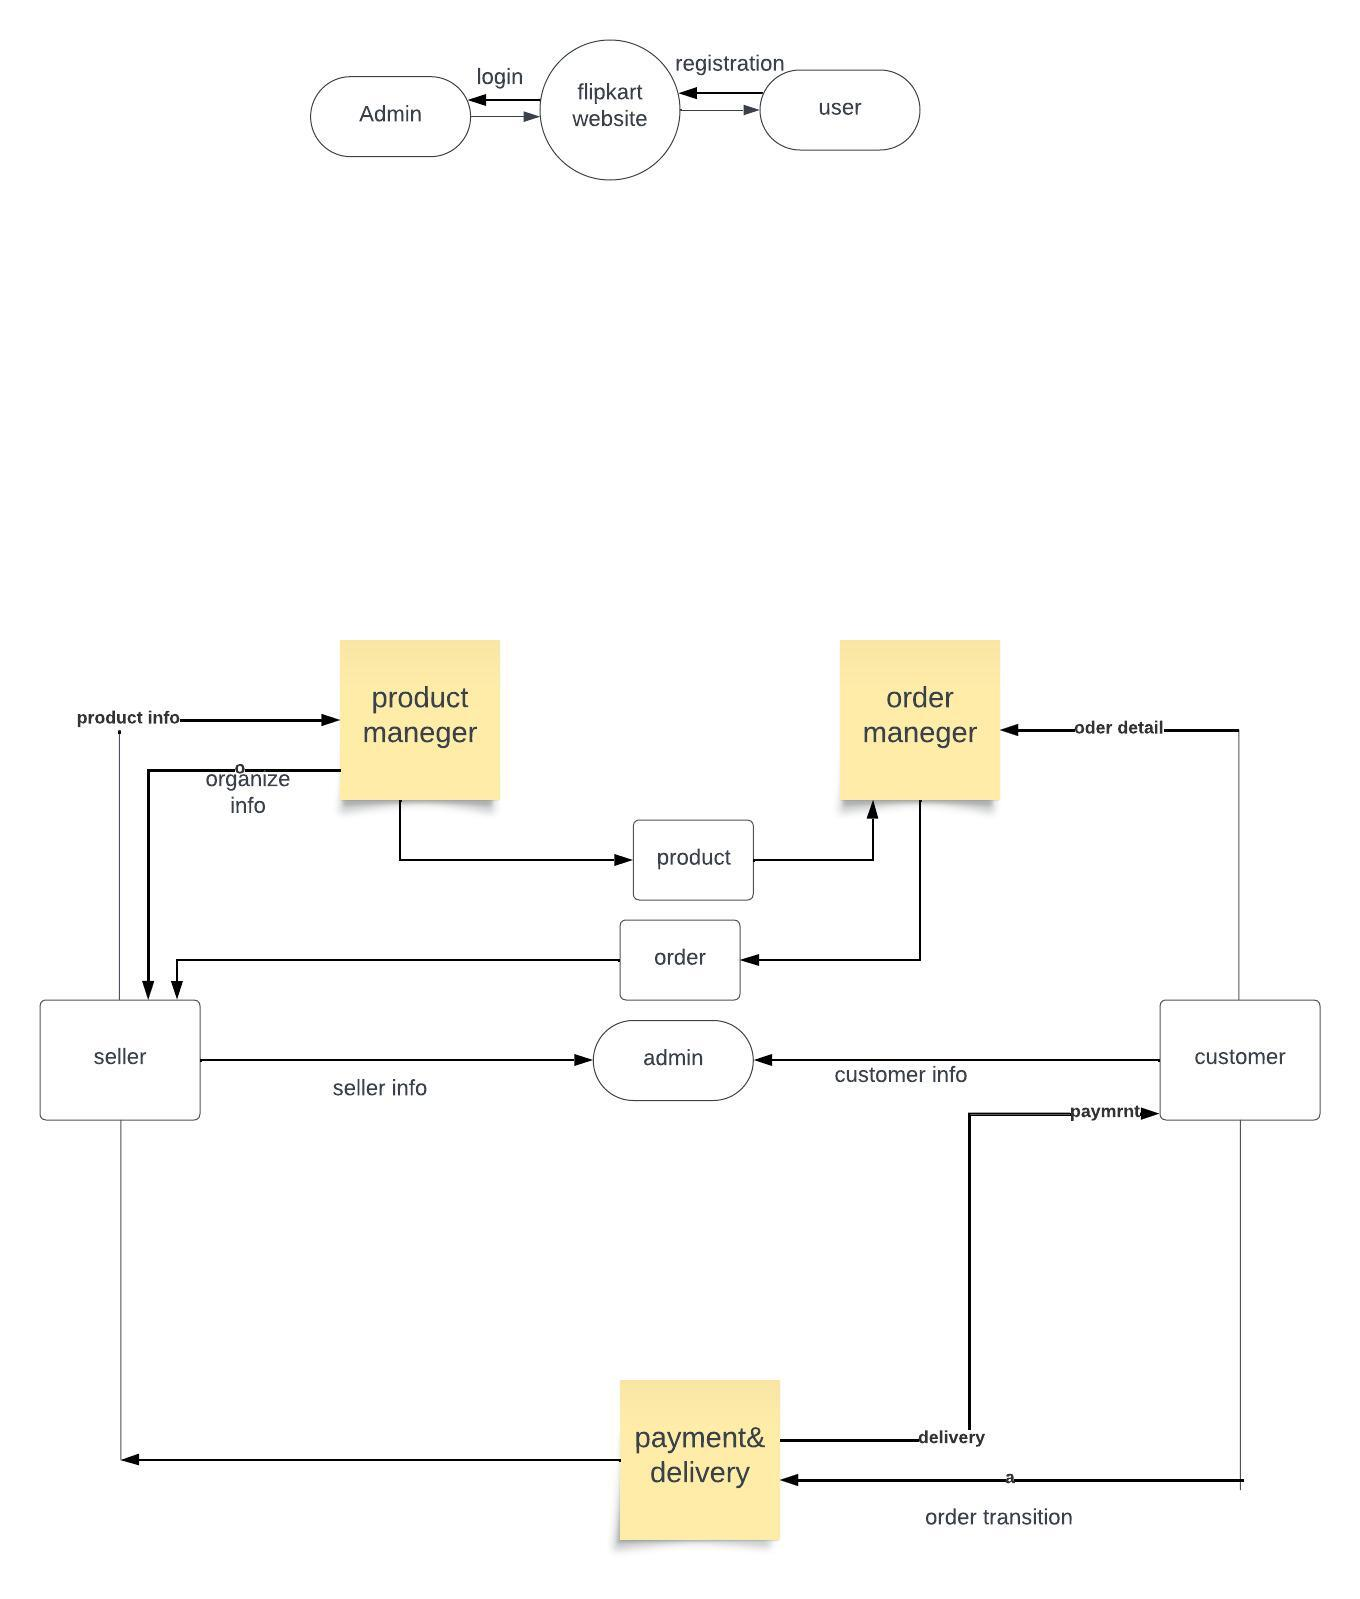 login
registration
Admin
flipkart
website
user
product
maneger
order
maneger
product info
oder detail
o
organize
info
product
order
seller
admin
customer
seller info
customer info
paymrnt
payment&
delivery
delivery
a
order transition